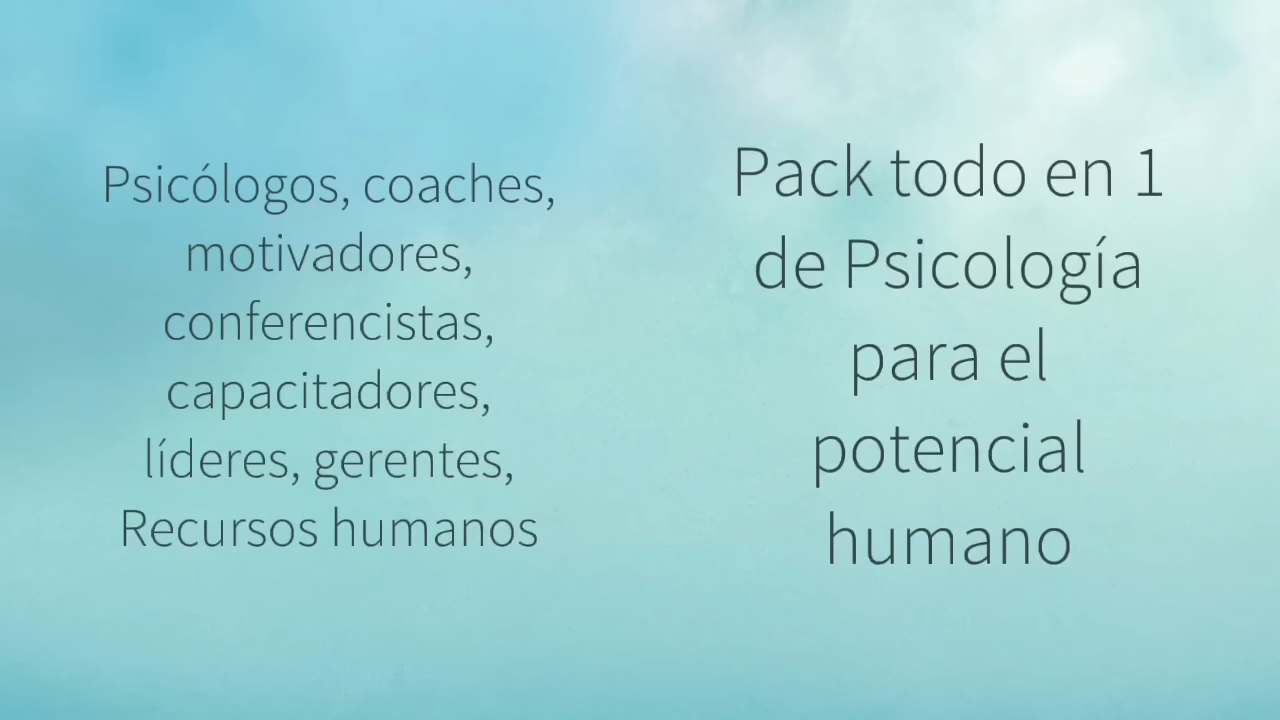 Psicólogos, coaches,
motivadores,
conferencistas,
capacitadores,
líderes, gerentes,
Recursos humanos
Pack todo en 1
de Psicología
para el
potencial
humano